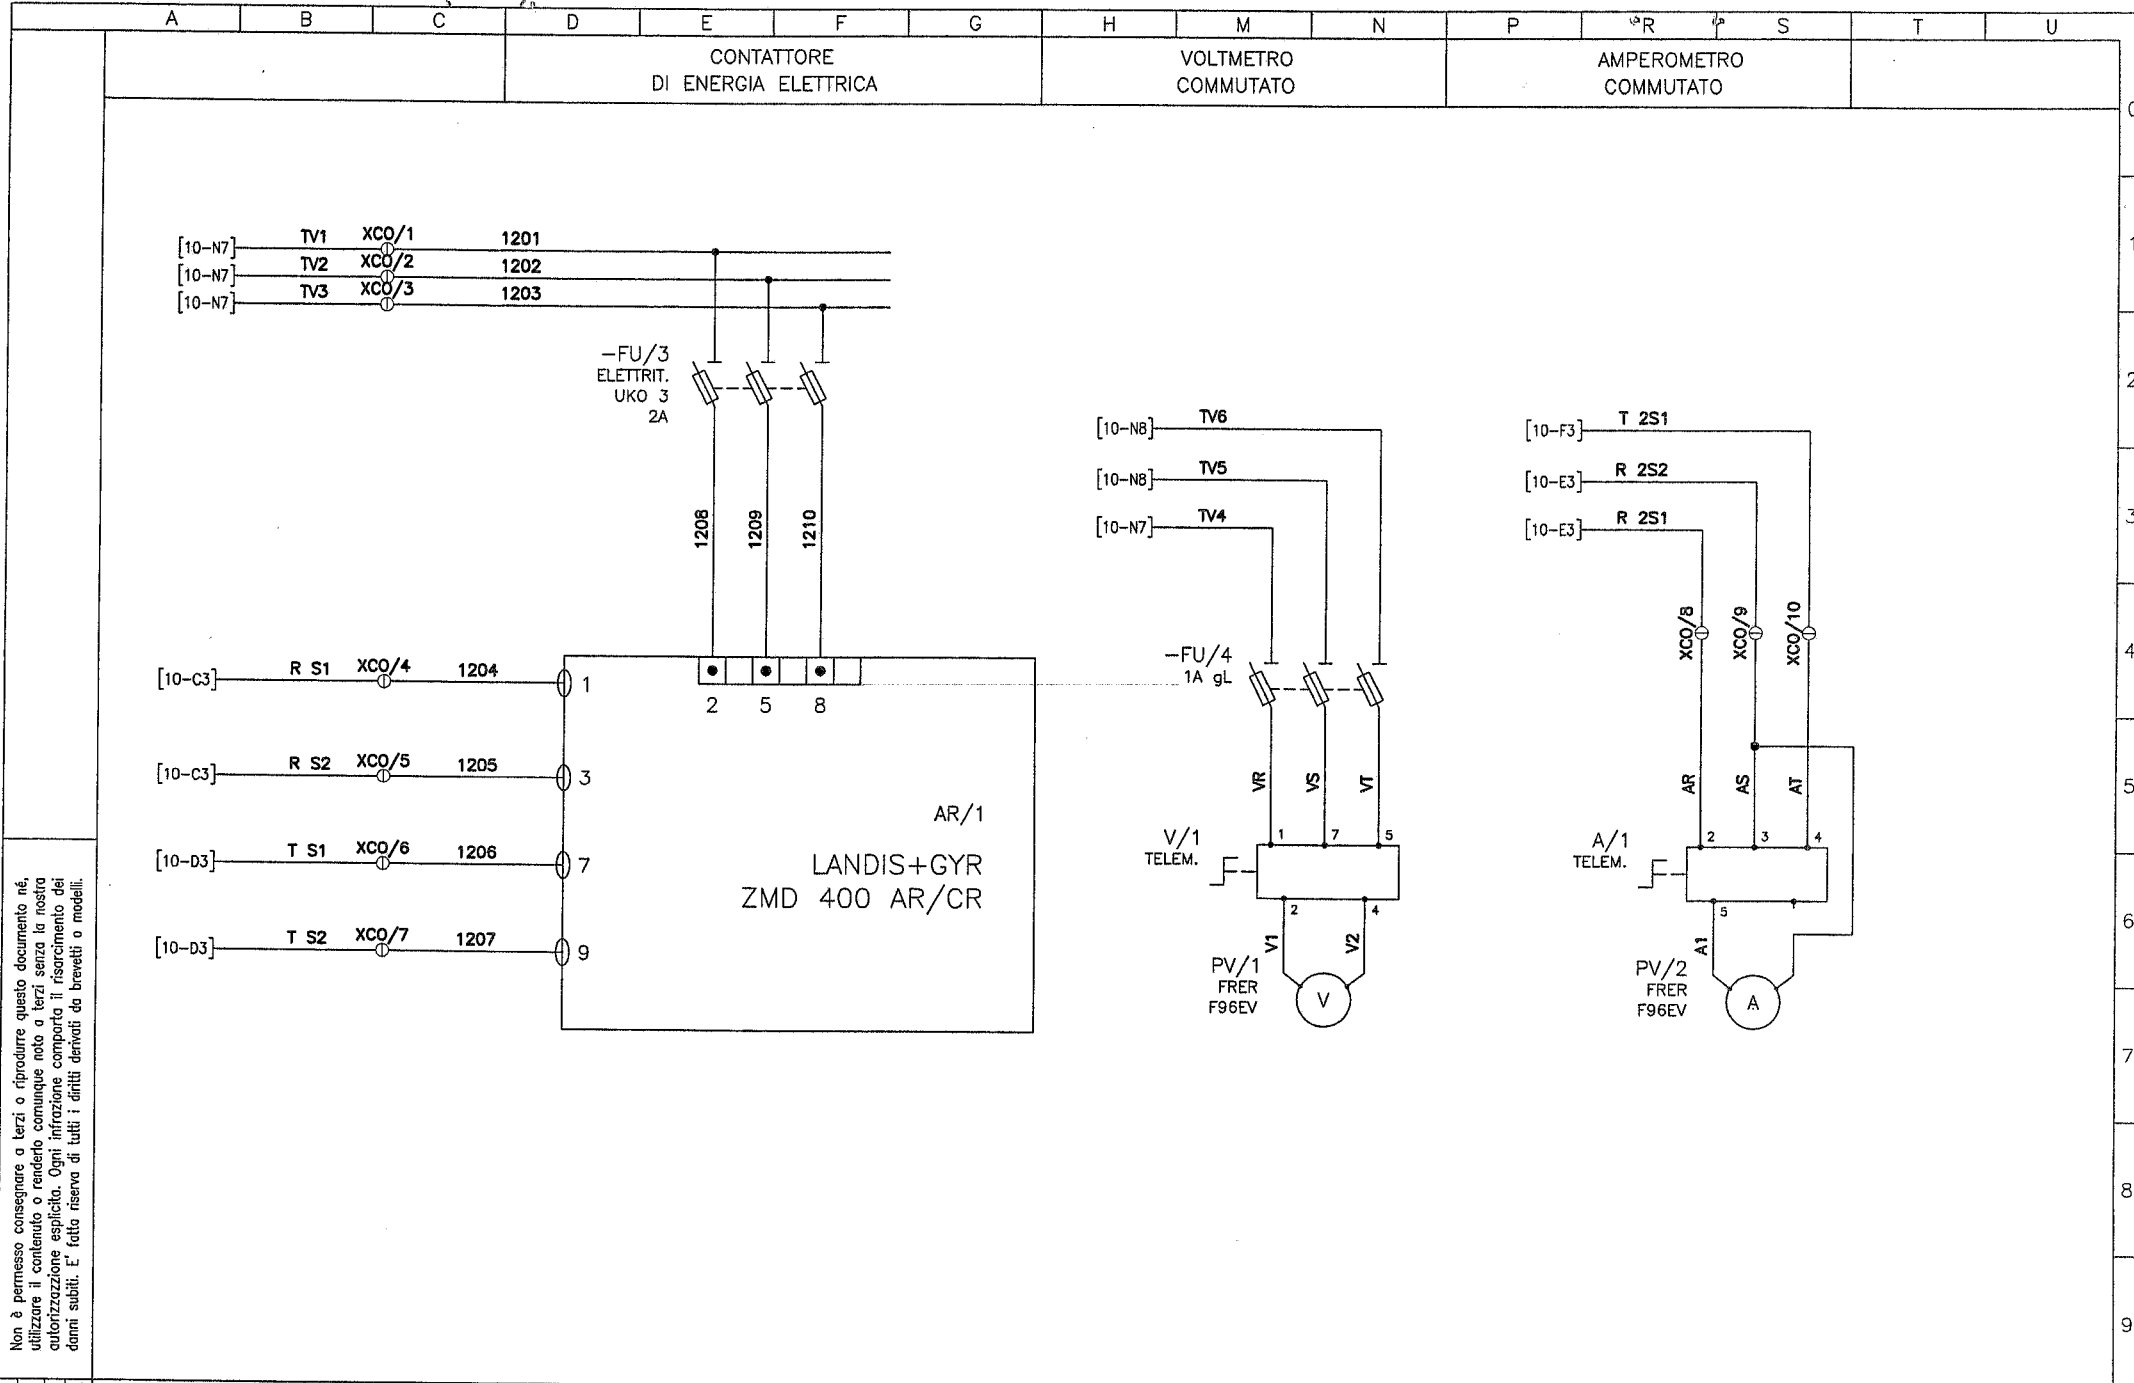 A B C D E F G H M N P R S T U
CONTATTORE
DI ENERGIA ELETTRICA
VOLTMETRO
COMMUTATO
AMPEROMETRO
COMMUTATO
0
1
2
3
4
5
6
7
8
9
[10-N7] TV1 XCO/1 1201
[10-N7] TV2 XCO/2 1202
[10-N7] TV3 XCO/3 1203
-FU/3
ELETTRIT.
UKO 3
2A
1208
1209
1210
[10-C3] R S1 XCO/4 1204 1
[10-C3] R S2 XCO/5 1205 3
[10-D3] T S1 XCO/6 1206 7
[10-D3] T S2 XCO/7 1207 9
2 5 8
AR/1
LANDIS+GYR
ZMD 400 AR/CR
[10-N8] TV6
[10-N8] TV5
[10-N7] TV4
-FU/4
1A gL
VR
VS
VT
V/1
TELEM.
1 7 5
2 4
V1
V2
PV/1
FRER
F96EV
V
[10-F3] T 2S1
[10-E3] R 2S2
[10-E3] R 2S1
XCO/8
XCO/9
XCO/10
AR
AS
AT
A/1
TELEM.
2 3 4
5
A1
PV/2
FRER
F96EV
A
Non è permesso consegnare a terzi o riprodurre questo documento né,
utilizzare il contenuto o renderlo comunque noto a terzi senza la nostra
autorizzazzione esplicita. Ogni infrazione comporta il risarcimento dei
danni subiti. E' fatta riserva di tutti i diritti derivati da brevetti o modelli.